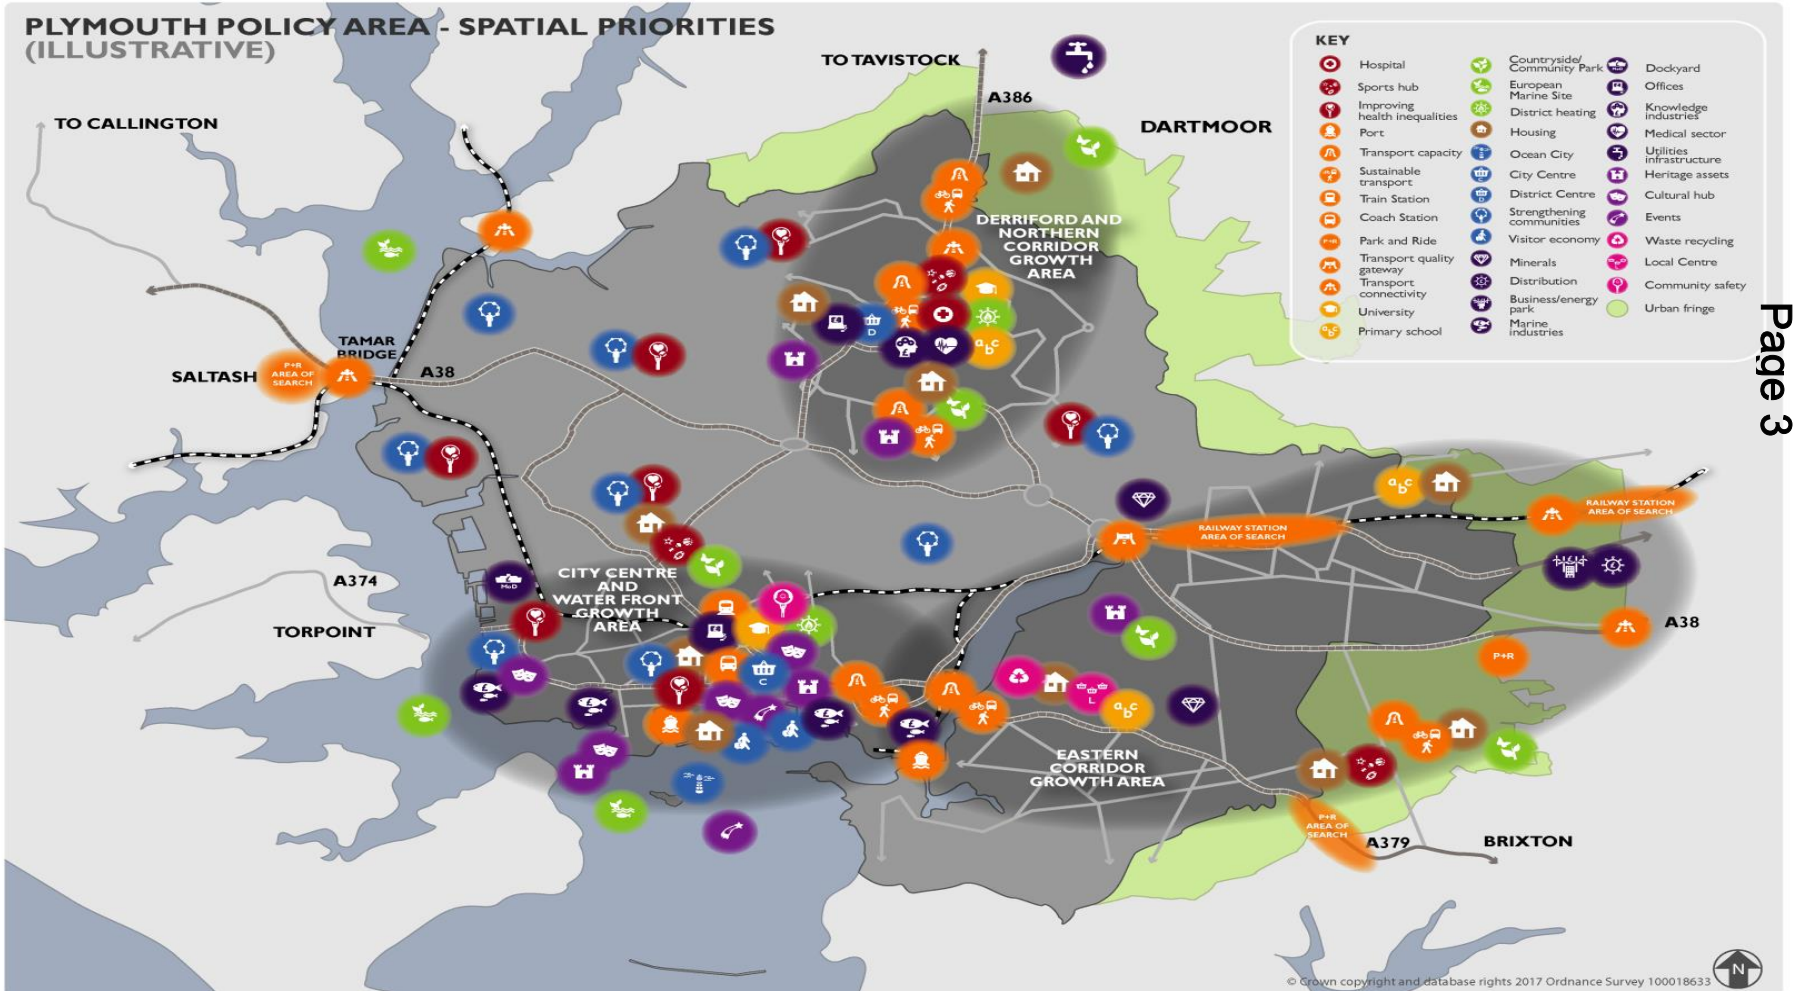 PLYMOUTH POLICY AREA - SPATIAL PRIORITIES
(ILLUSTRATIVE)
TO TAVISTOCK
A386
DARTMOOR
TO CALLINGTON
KEY
Hospital
Sports hub
Improving
health inequalities
Port
Transport capacity
Sustainable
transport
Train Station
Coach Station
P+R
Park and Ride
Transport quality
gateway
Transport
connectivity
University
abc
Primary school
Countryside/
Community Park
European
Marine Site
District heating
Housing
Ocean City
C
City Centre
D
District Centre
Strengthening
communities
Visitor economy
Minerals
Distribution
Business/energy
park
Marine
industries
MoD
Dockyard
Offices
Knowledge
industries
Medical sector
Utilities
infrastructure
Heritage assets
Cultural hub
Events
Waste recycling
L
Local Centre
Community safety
Urban fringe
Page 3
DERRIFORD AND
NORTHERN
CORRIDOR
GROWTH
AREA
D
abc
TAMAR
BRIDGE
SALTASH
P+R
AREA OF
SEARCH
A38
abc
RAILWAY STATION
AREA OF SEARCH
RAILWAY STATION
AREA OF SEARCH
A374
TORPOINT
MoD
CITY CENTRE
AND
WATER FRONT
GROWTH
AREA
C
L
abc
A38
P+R
EASTERN
CORRIDOR
GROWTH AREA
P+R
AREA OF
SEARCH
A379
BRIXTON
N
© Crown copyright and database rights 2017 Ordnance Survey 100018633